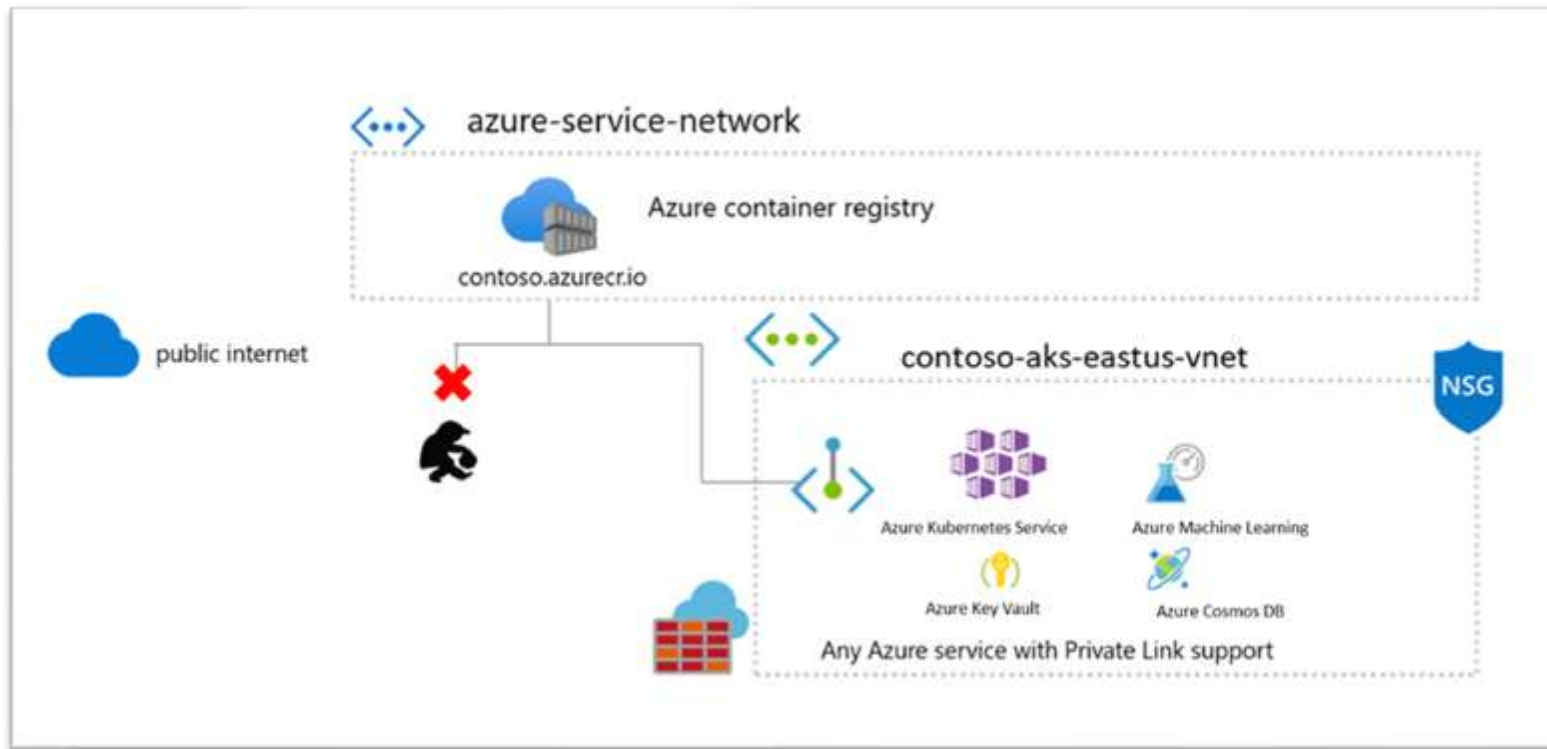 azure-service-network
Azure container registry
contoso.azurecr.io
public internet
contoso-aks-eastus-vnet
NSG
Azure Kubernetes Service
Azure Machine Learning
Azure Key Vault
Azure Cosmos DB
Any Azure service with Private Link support